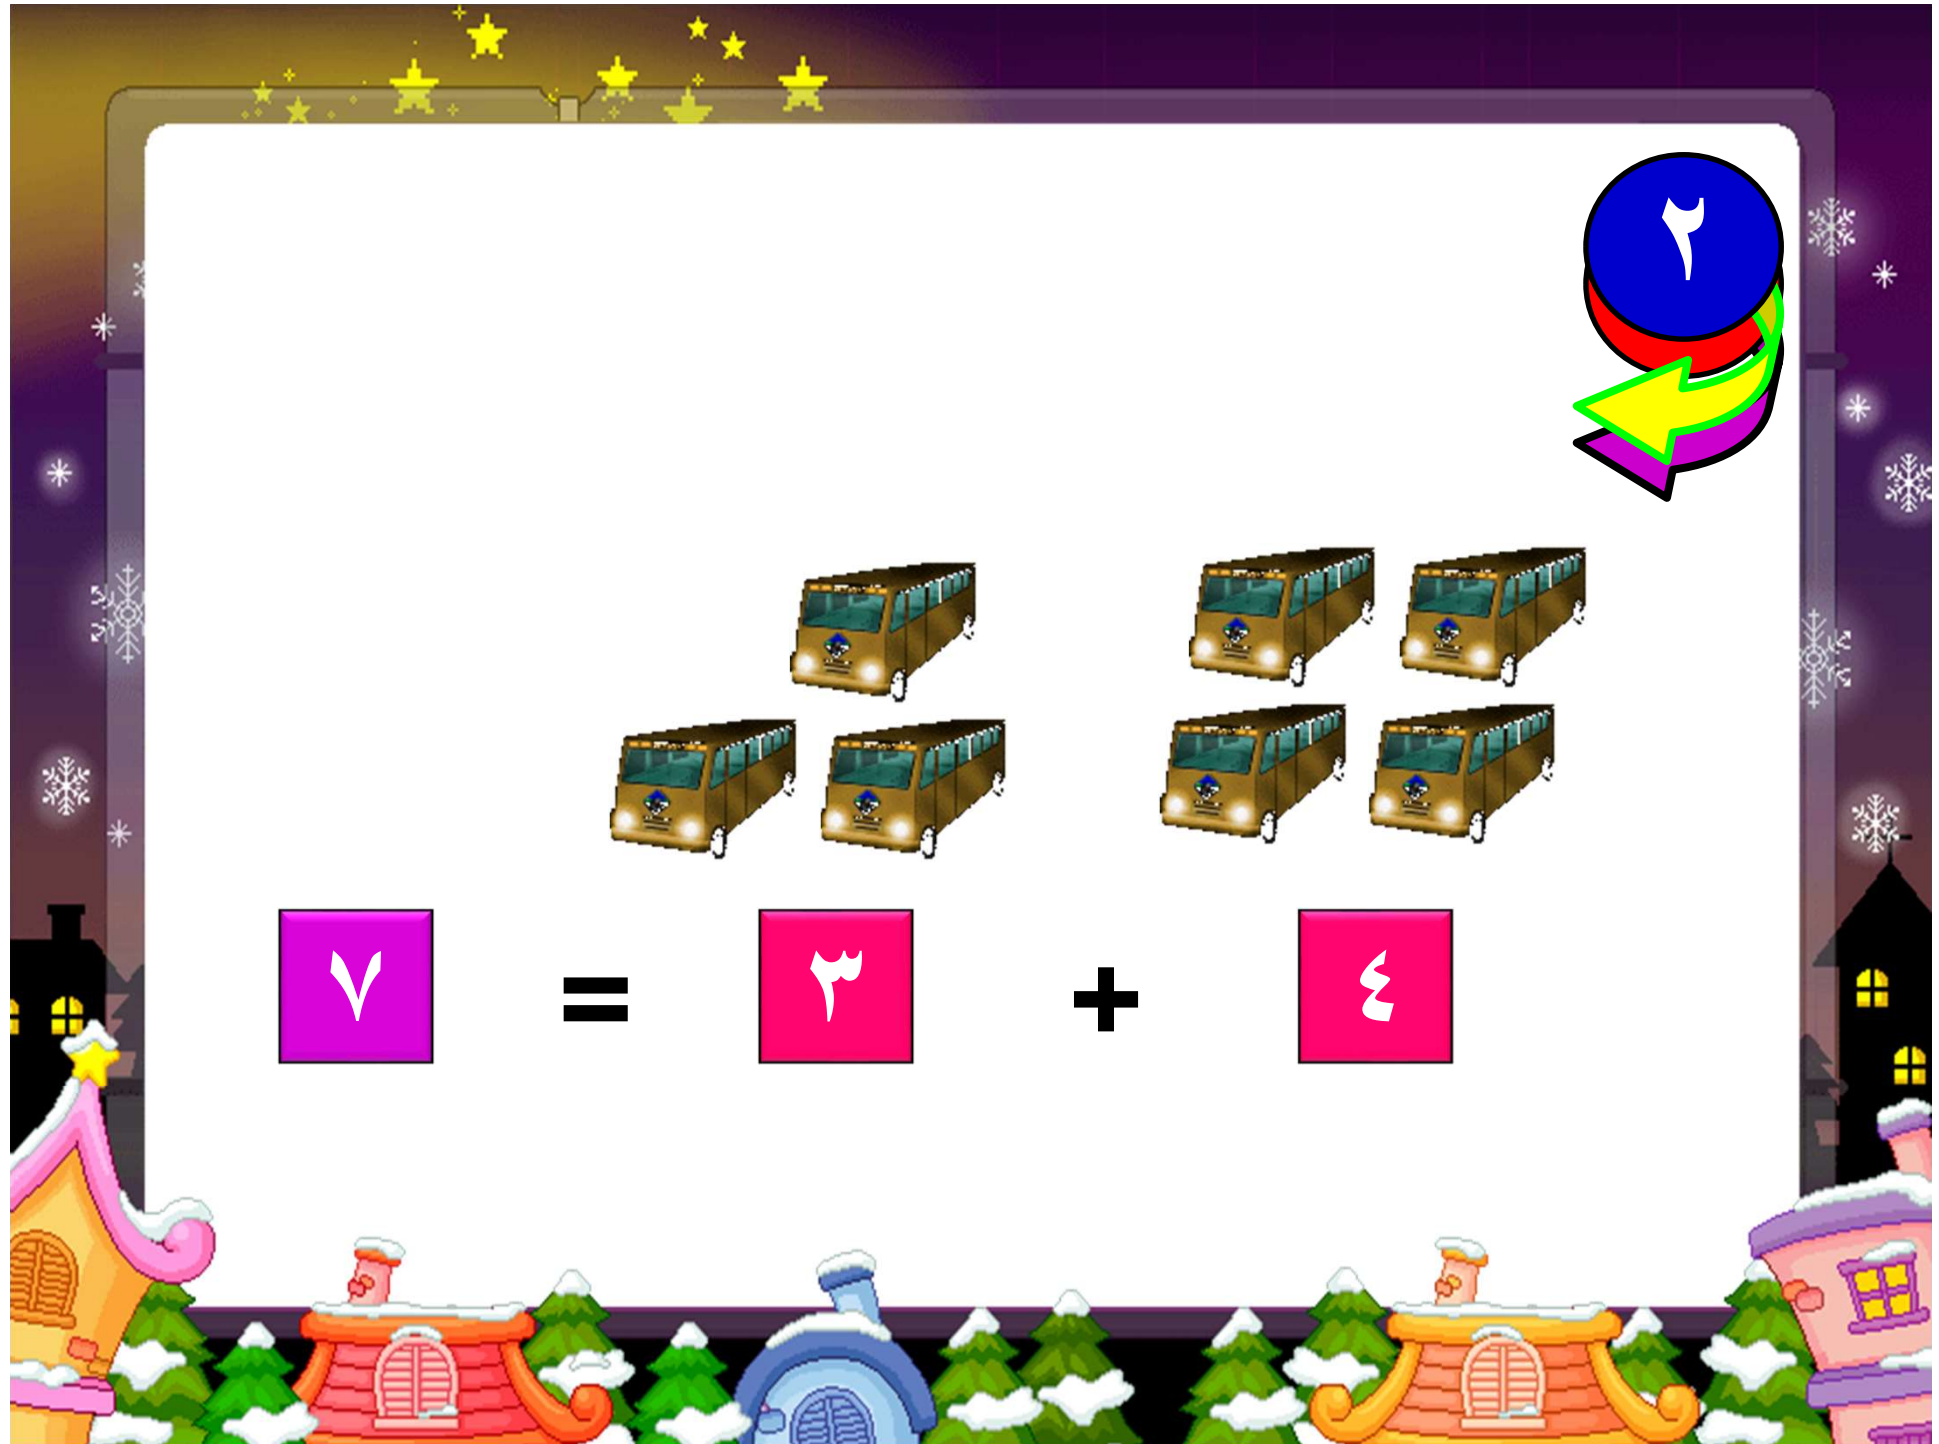 ٢
٤ + ٣ = ٧